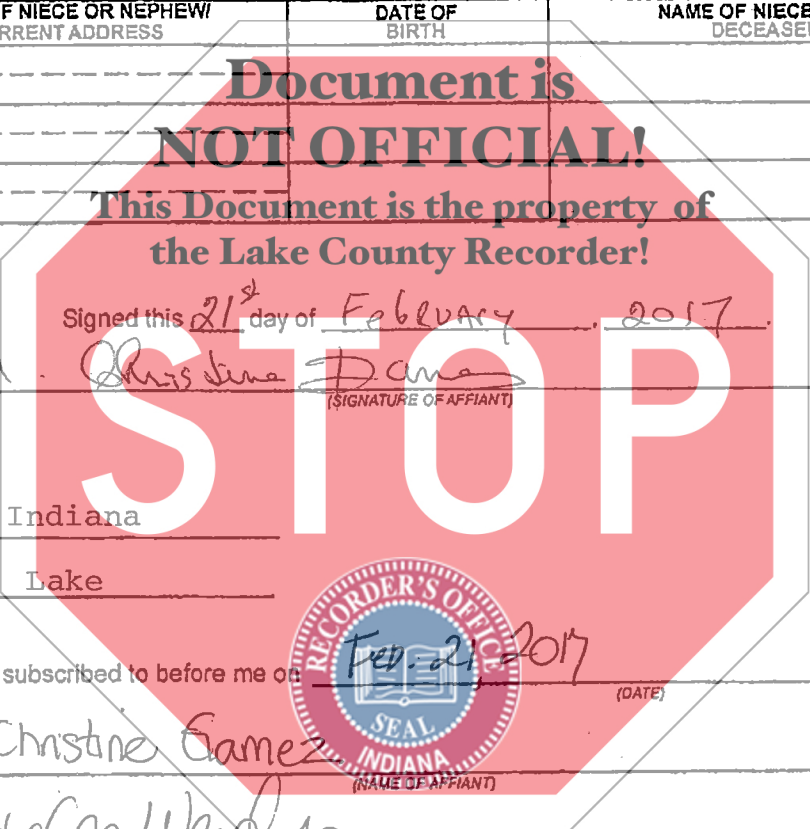 F NIECE OR NEPHEW/ DATE OF NAME OF NIECE
RRENT ADDRESS BIRTH DECEASE
Document is
NOT OFFICIAL!
This Document is the property of
the Lake County Recorder!
Signed this 21st day of February, 2017.
Christine
(SIGNATURE OF AFFIANT)
STOP
Indiana
Lake
RECORDER'S OFFICE
subscribed to before me on Feb. 21, 2017
(DATE)
SEAL
INDIANA
Christine Gamez
(NAME OF AFFIANT)